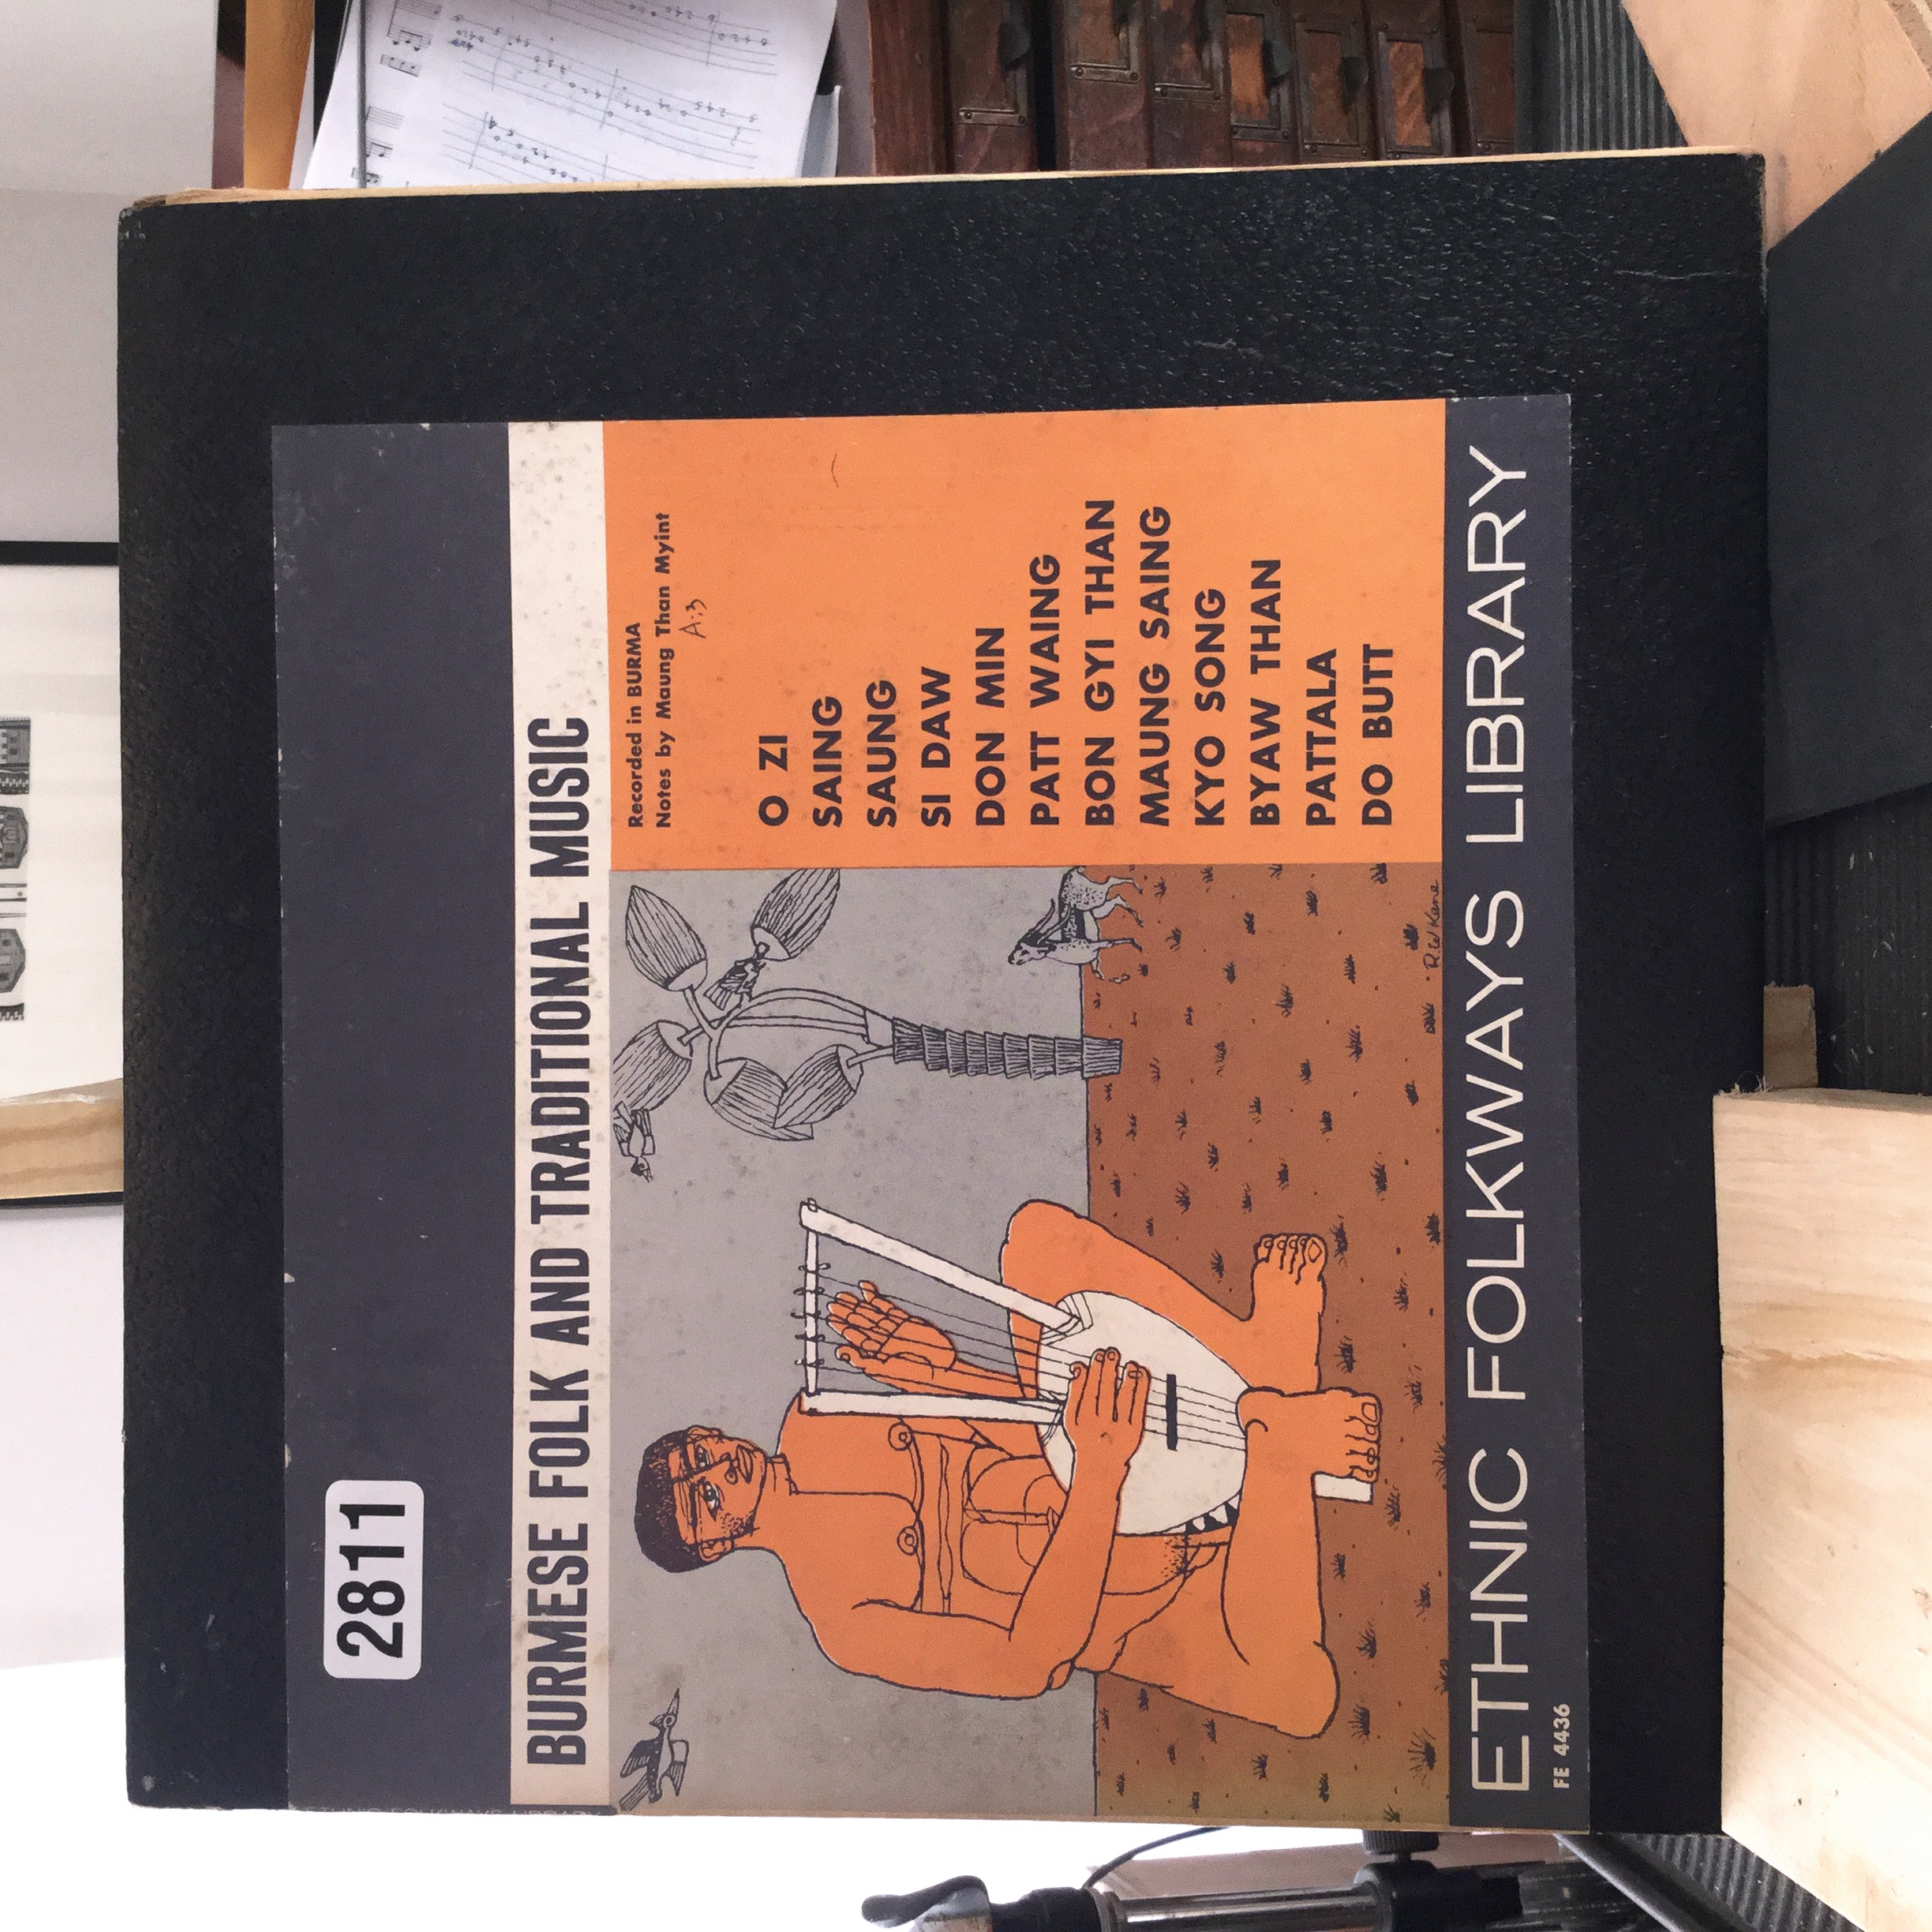 2811
BURMESE FOLK AND TRADITIONAL MUSIC
Recorded in BURMA
Notes by Maung Than Myint
A:3
O ZI
SAING
SAUNG
SI DAW
DON MIN
PATT WAING
BON GYI THAN
MAUNG SAING
KYO SONG
BYAW THAN
PATTALA
DO BUTT
R.W Kane
ETHNIC FOLKWAYS LIBRARY
FE 4436